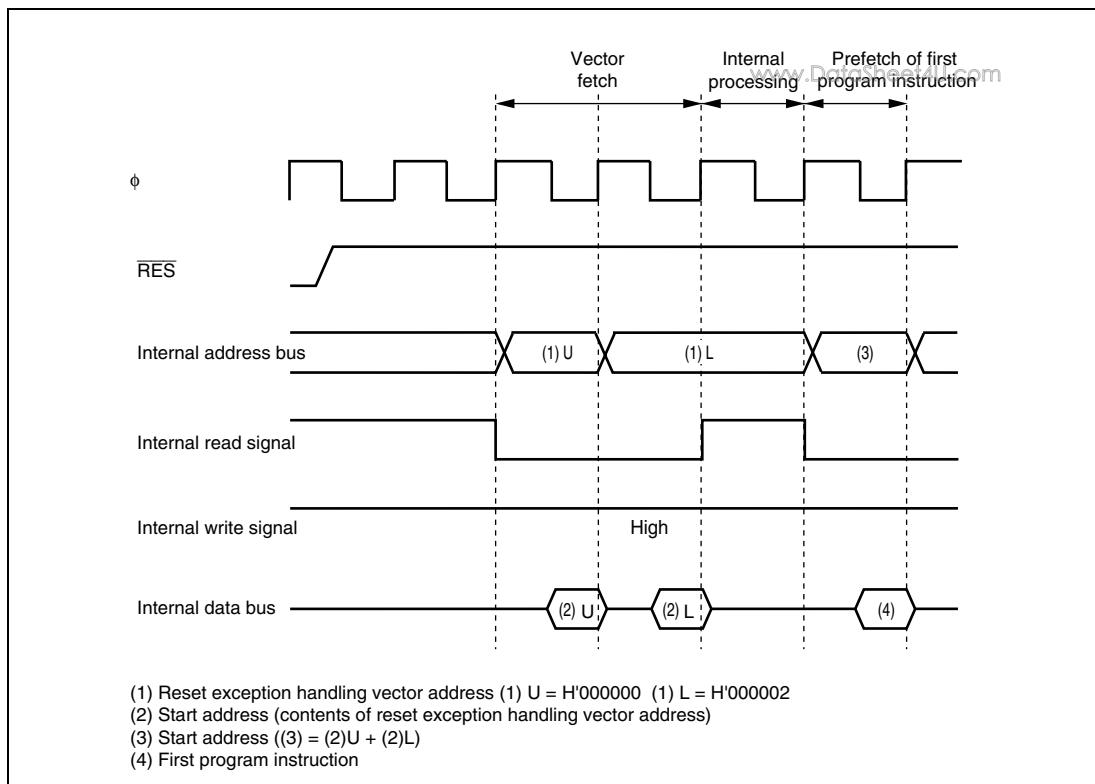 Vector
fetch
Internal
processing
Prefetch of first
program instruction
www.DataSheet4U.com
φ
RES
Internal address bus
(1) U
(1) L
(3)
Internal read signal
Internal write signal
High
Internal data bus
(2) U
(2) L
(4)
(1) Reset exception handling vector address (1) U = H'000000 (1) L = H'000002
(2) Start address (contents of reset exception handling vector address)
(3) Start address ((3) = (2)U + (2)L)
(4) First program instruction